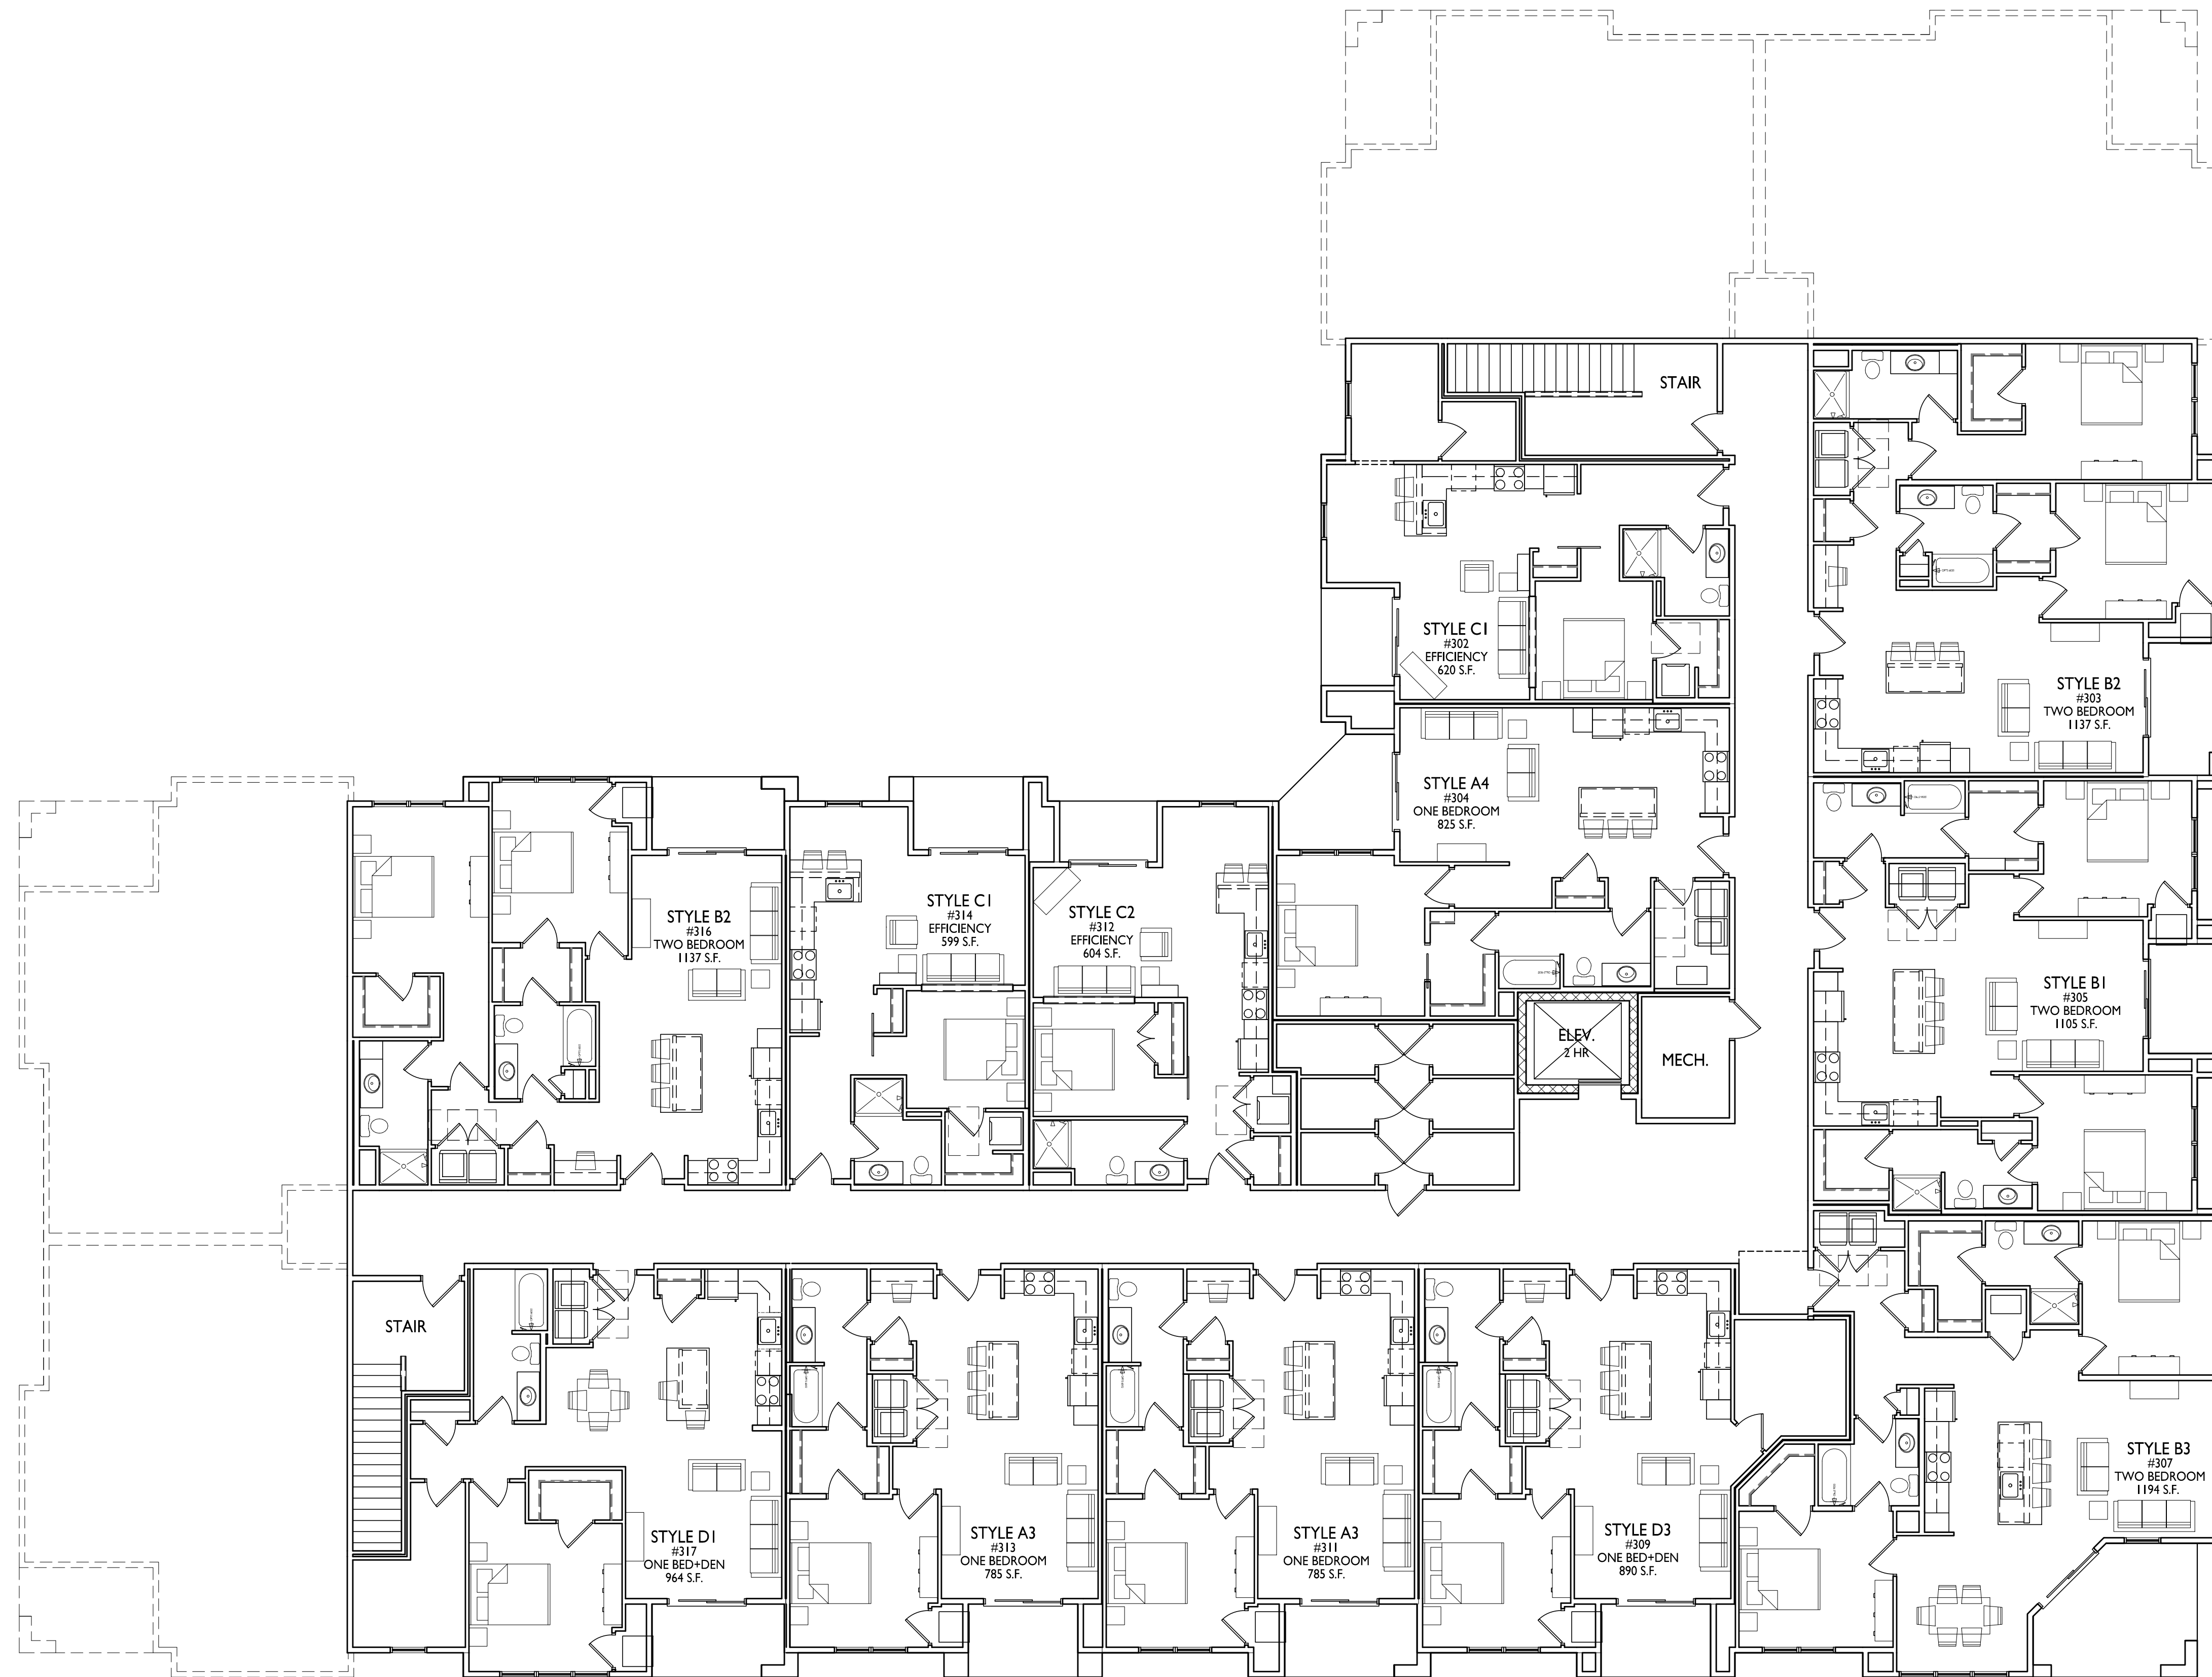 STAIR
STYLE C1
#302
EFFICIENCY
620 S.F.
STYLE B2
#303
TWO BEDROOM
1137 S.F.
STYLE A4
#304
ONE BEDROOM
825 S.F.
STYLE B2
#316
TWO BEDROOM
1137 S.F.
STYLE C1
#314
EFFICIENCY
599 S.F.
STYLE C2
#312
EFFICIENCY
604 S.F.
STYLE B1
#305
TWO BEDROOM
1105 S.F.
ELEV.
2 HR
MECH.
STAIR
STYLE B3
#307
TWO BEDROOM
1194 S.F.
STYLE D1
#317
ONE BED+DEN
964 S.F.
STYLE A3
#313
ONE BEDROOM
785 S.F.
STYLE A3
#311
ONE BEDROOM
785 S.F.
STYLE D3
#309
ONE BED+DEN
890 S.F.